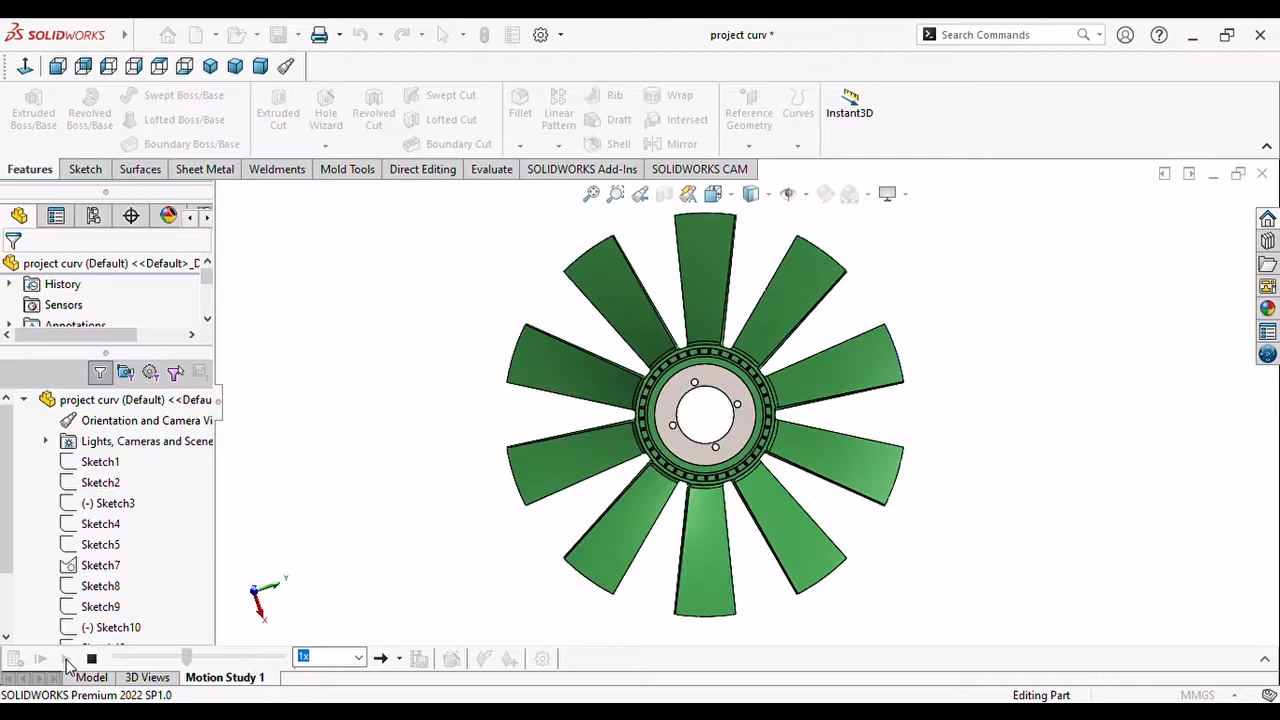 SOLIDWORKS
project curv *
Search Commands
Extruded Boss/Base
Revolved Boss/Base
Swept Boss/Base
Lofted Boss/Base
Boundary Boss/Base
Extruded Cut
Hole Wizard
Revolved Cut
Swept Cut
Lofted Cut
Boundary Cut
Fillet
Linear Pattern
Rib
Draft
Shell
Wrap
Intersect
Mirror
Reference Geometry
Curves
Instant3D
Features
Sketch
Surfaces
Sheet Metal
Weldments
Mold Tools
Direct Editing
Evaluate
SOLIDWORKS Add-Ins
SOLIDWORKS CAM
project curv (Default) <<Default>_D
History
Sensors
Annotations
project curv (Default) <<Defau
Orientation and Camera Vi
Lights, Cameras and Scene
Sketch1
Sketch2
(-) Sketch3
Sketch4
Sketch5
Sketch7
Sketch8
Sketch9
(-) Sketch10
Y
X
1x
Model
3D Views
Motion Study 1
SOLIDWORKS Premium 2022 SP1.0
Editing Part
MMGS